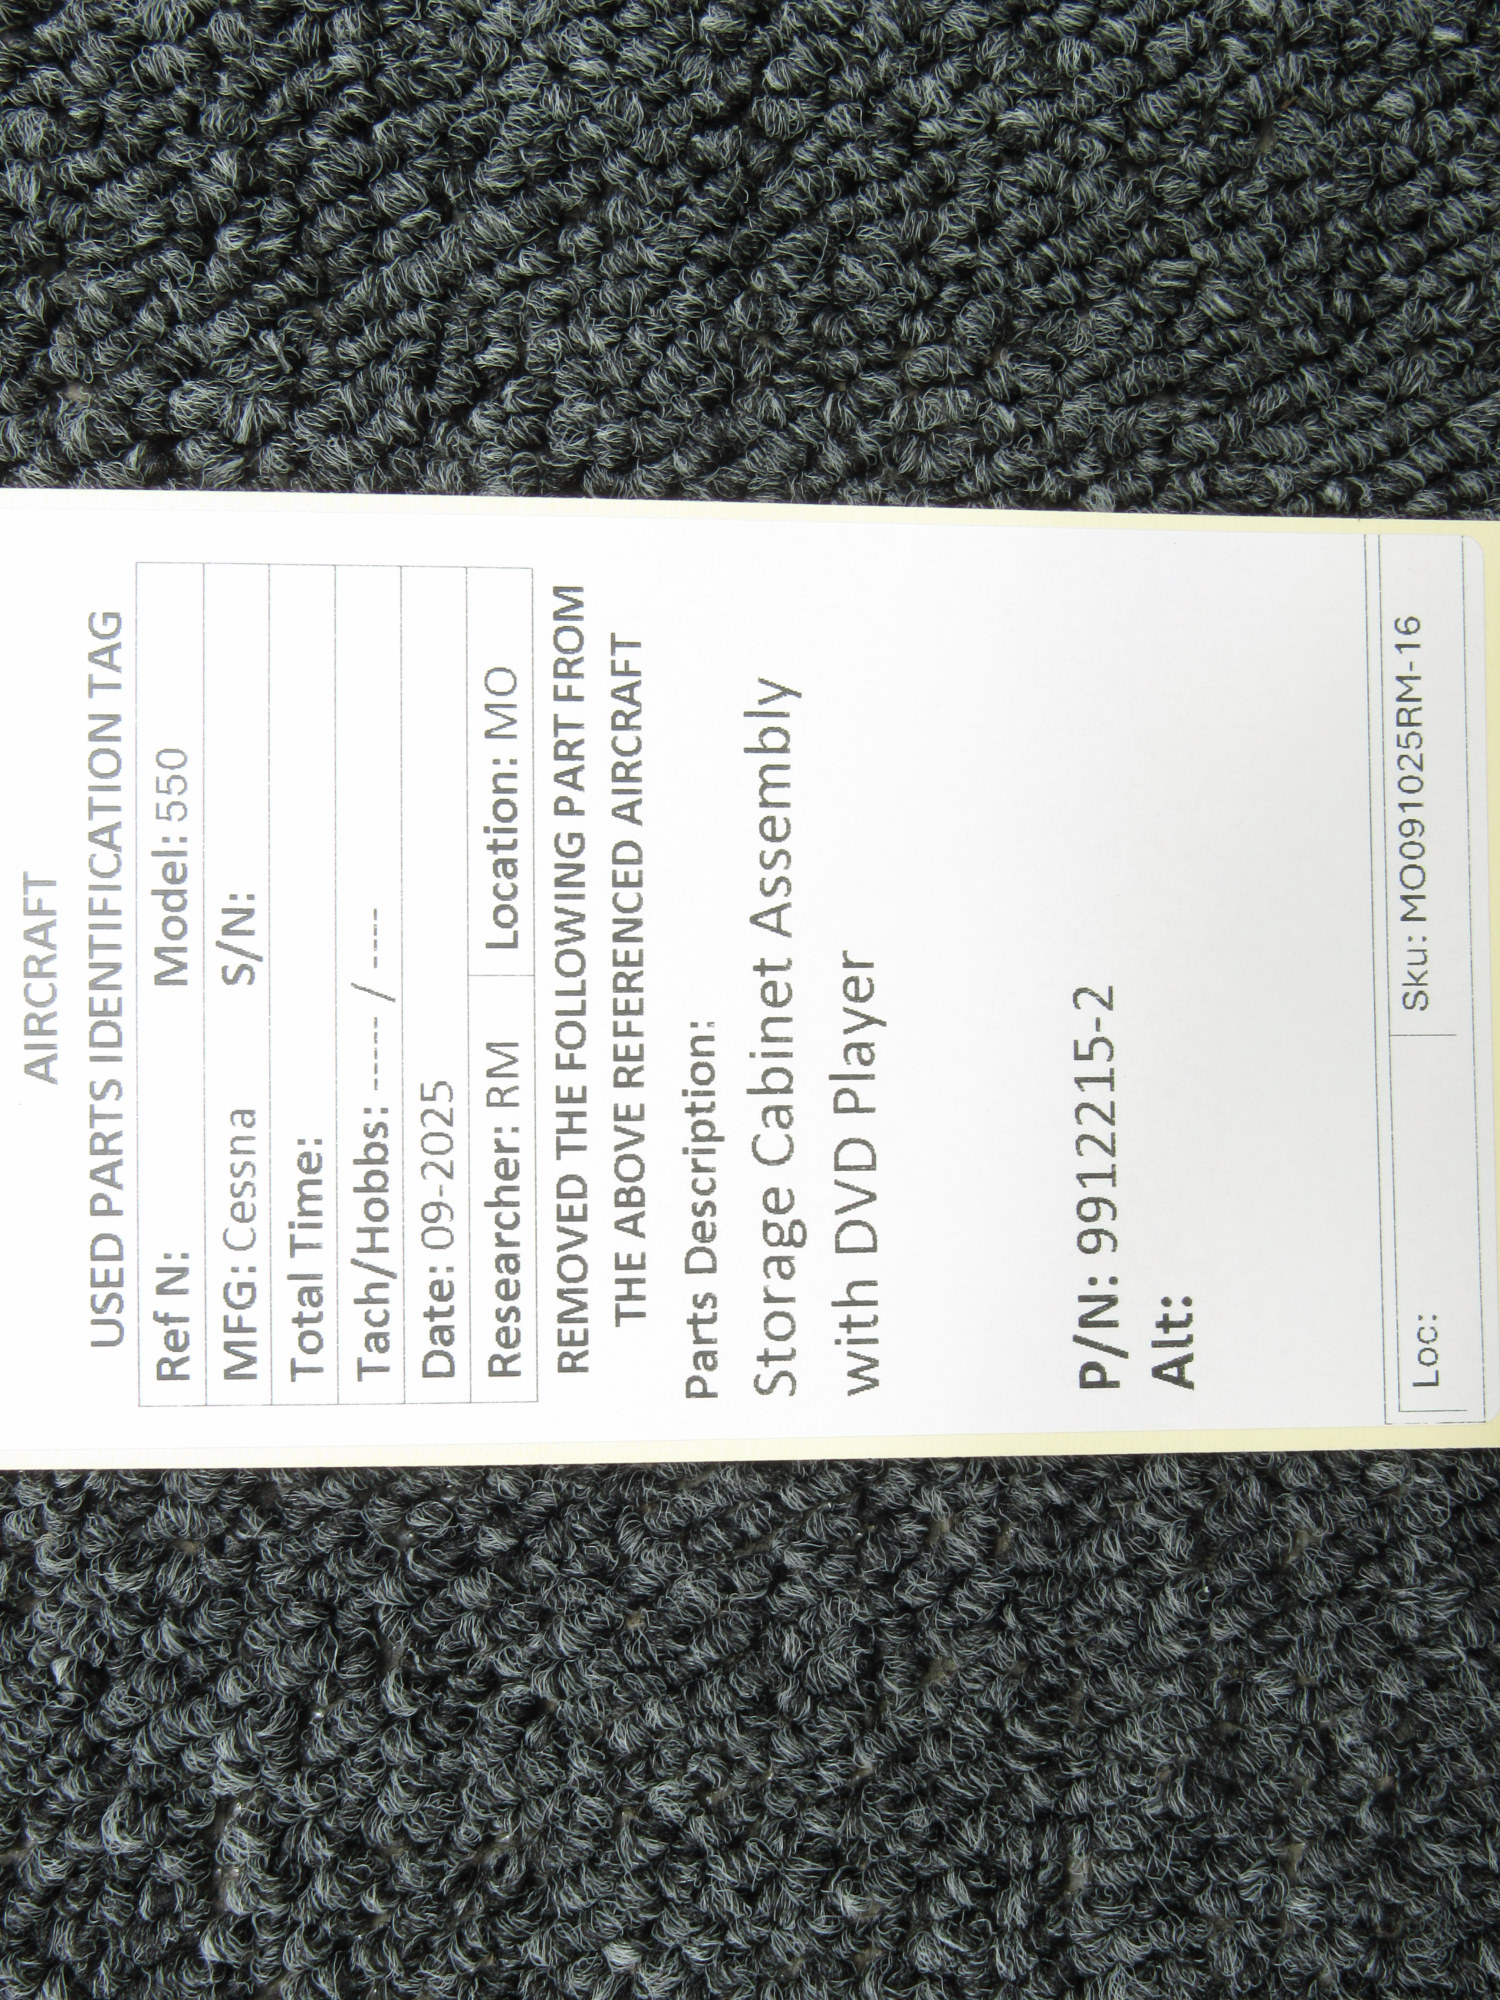 AIRCRAFT
USED PARTS IDENTIFICATION TAG
Ref N: Model: 550
MFG: Cessna S/N:
Total Time:
Tach/Hobbs: ----- / ----
Date: 09-2025
Researcher: RM Location: MO
REMOVED THE FOLLOWING PART FROM
THE ABOVE REFERENCED AIRCRAFT
Parts Description:
Storage Cabinet Assembly
with DVD Player
P/N: 9912215-2
Alt:
Loc: Sku: MO091025RM-16